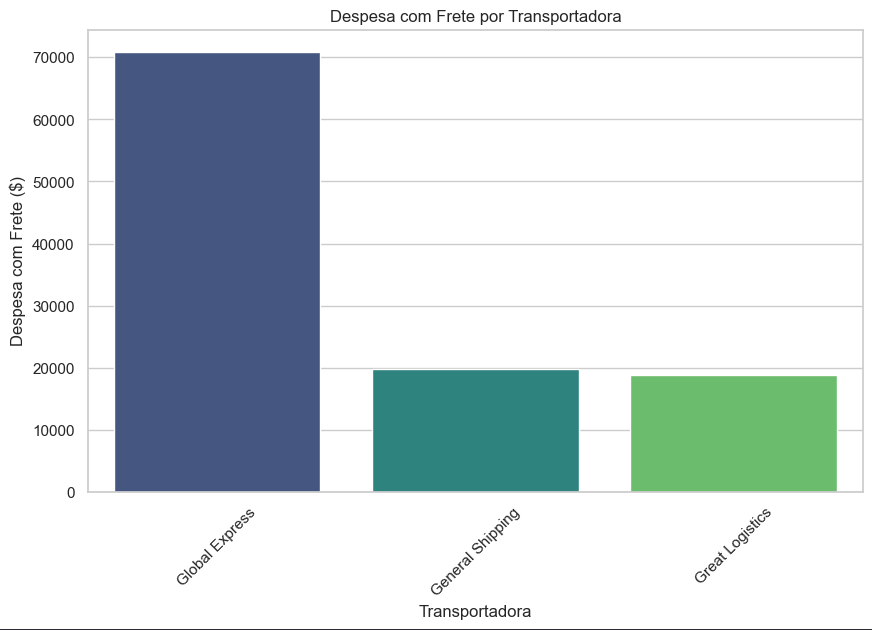 Despesa com Frete por Transportadora
Despesa com Frete ($)
70000
60000
50000
40000
30000
20000
10000
0
Global Express
General Shipping
Great Logistics
Transportadora